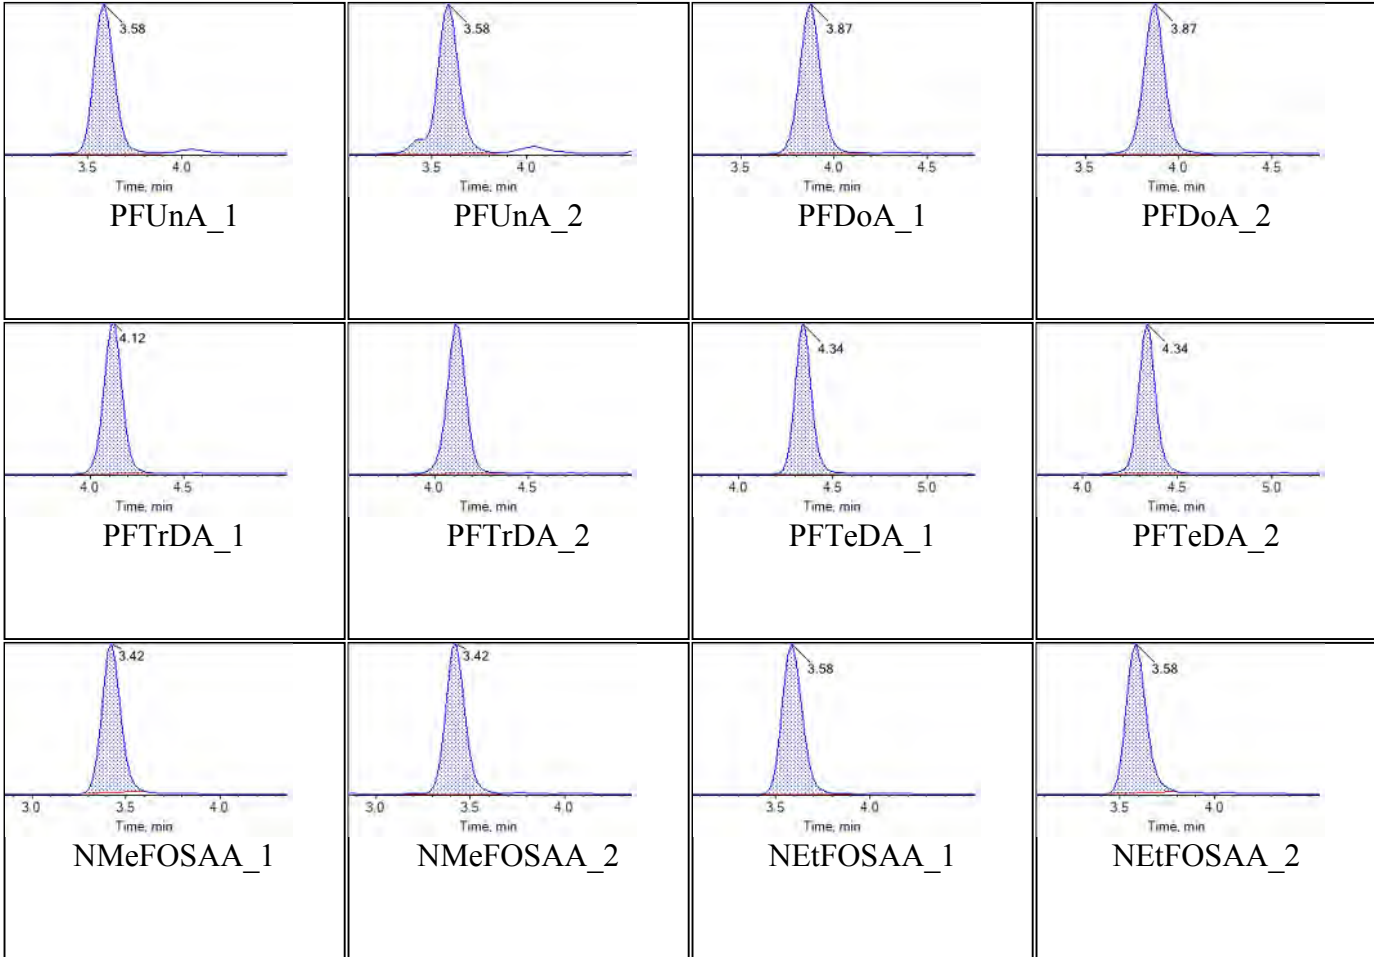 3.58
3.5 4.0
Time, min
PFUnA_1
3.58
3.5 4.0
Time, min
PFUnA_2
3.87
3.5 4.0 4.5
Time, min
PFDoA_1
3.87
3.5 4.0 4.5
Time, min
PFDoA_2
4.12
4.0 4.5
Time, min
PFTrDA_1
4.0 4.5
Time, min
PFTrDA_2
4.34
4.0 4.5 5.0
Time, min
PFTeDA_1
4.34
4.0 4.5 5.0
Time, min
PFTeDA_2
3.42
3.0 3.5 4.0
Time, min
NMeFOSAA_1
3.42
3.0 3.5 4.0
Time, min
NMeFOSAA_2
3.58
3.5 4.0
Time, min
NEtFOSAA_1
3.58
3.5 4.0
Time, min
NEtFOSAA_2